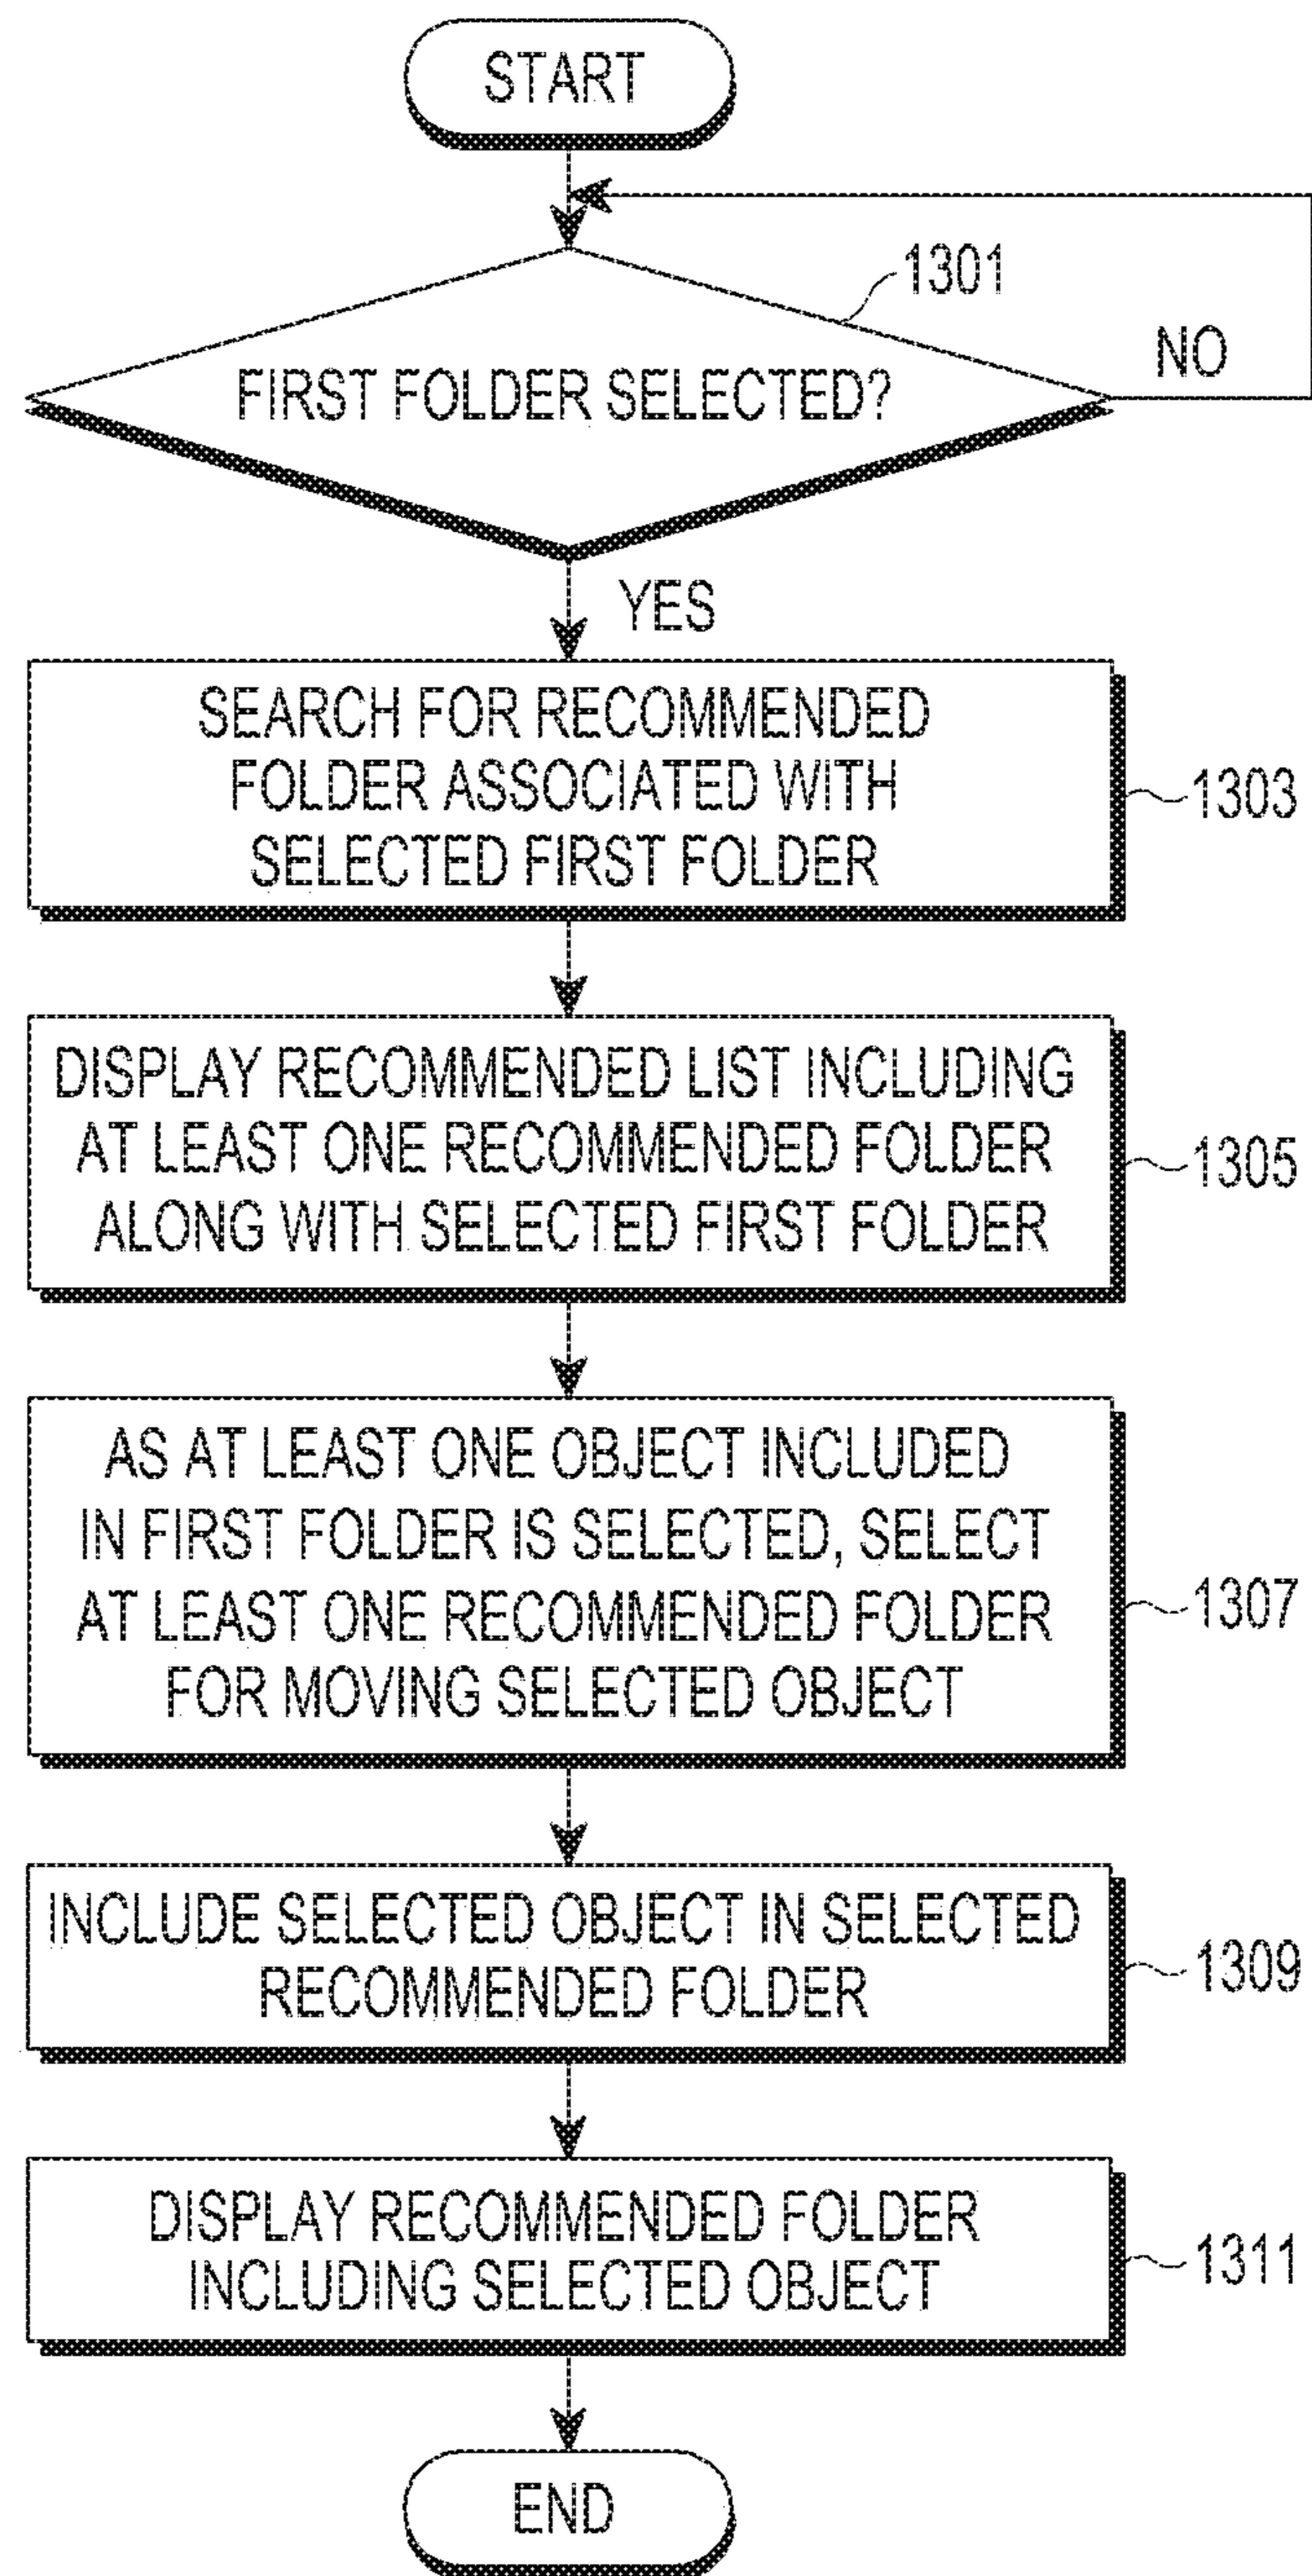 START
1301
FIRST FOLDER SELECTED?
NO
YES
SEARCH FOR RECOMMENDED
FOLDER ASSOCIATED WITH
SELECTED FIRST FOLDER
1303
DISPLAY RECOMMENDED LIST INCLUDING
AT LEAST ONE RECOMMENDED FOLDER
ALONG WITH SELECTED FIRST FOLDER
1305
AS AT LEAST ONE OBJECT INCLUDED
IN FIRST FOLDER IS SELECTED, SELECT
AT LEAST ONE RECOMMENDED FOLDER
FOR MOVING SELECTED OBJECT
1307
INCLUDE SELECTED OBJECT IN SELECTED
RECOMMENDED FOLDER
1309
DISPLAY RECOMMENDED FOLDER
INCLUDING SELECTED OBJECT
1311
END